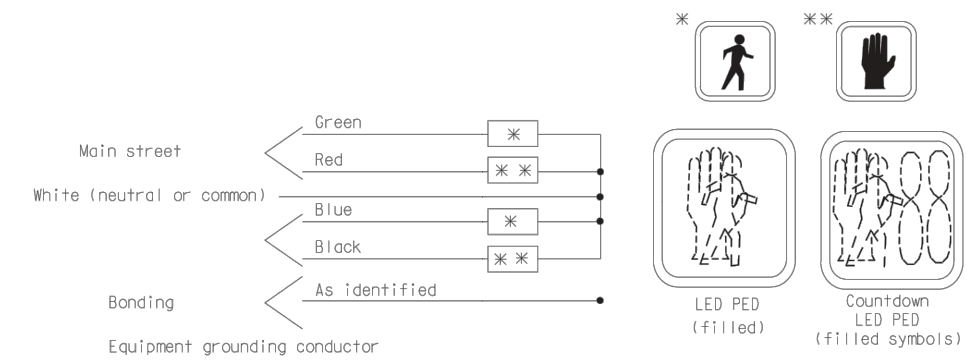 * **
Green
*
Main street
Red
* *
White (neutral or common)
Blue
*
Black
* *
As identified
Bonding
Equipment grounding conductor
LED PED
(filled)
Countdown
LED PED
(filled symbols)